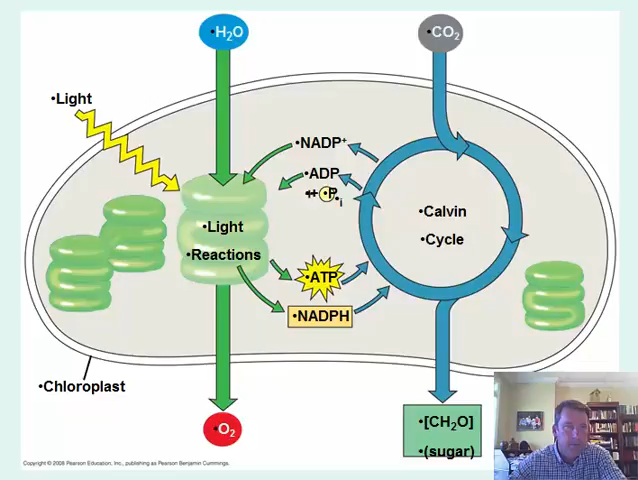 •H₂O
•CO₂
•Light
•NADP⁺
•ADP
+ •P•i
•Light
•Reactions
•Calvin
•Cycle
•ATP
•NADPH
•Chloroplast
•O₂
•[CH₂O]
•(sugar)
Copyright © 2008 Pearson Education, Inc., publishing as Pearson Benjamin Cummings.